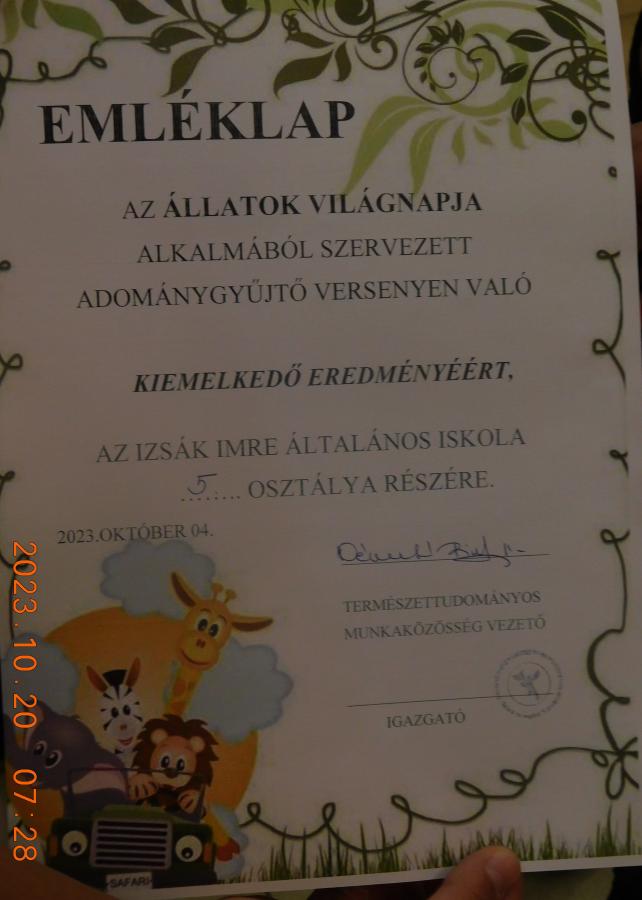 EMLÉKLAP
AZ ÁLLATOK VILÁGNAPJA
ALKALMÁBÓL SZERVEZETT
ADOMÁNYGYŰJTŐ VERSENYEN VALÓ
KIEMELKEDŐ EREDMÉNYÉÉRT,
AZ IZSÁK IMRE ÁLTALÁNOS ISKOLA
5....... OSZTÁLYA RÉSZÉRE.
2023.OKTÓBER 04.
TERMÉSZETTUDOMÁNYOS
MUNKAKÖZÖSSÉG VEZETŐ
IGAZGATÓ
SAFARI
2023.10.20 07:28